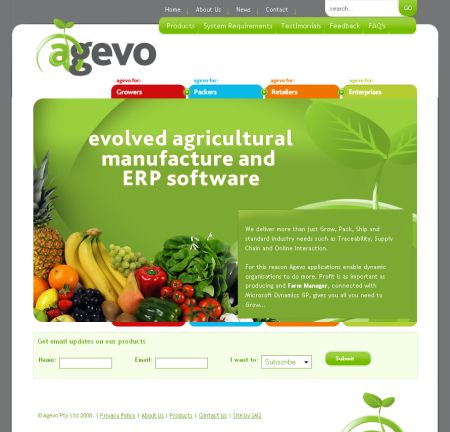 Home | About Us | News | Contact
search...
GO
Products | System Requirements | Testimonials | Feedback | FAQ's
agevo
agevo for: agevo for: agevo for: agevo for:
Growers Packers Retailers Enterprises
evolved agricultural
manufacture and
ERP software
We deliver more than just Grow, Pack, Ship and
standard industry needs such as Traceability, Supply
Chain and Online Interaction.
For this reason Agevo applications enable dynamic
organisations to do more. Profit is as important as
producing and Farm Manager, connected with
Microsoft Dynamics GP, gives you all you need to
Grow...
Get email updates on our products
Name: Email: I want to: Subscribe Submit
© Agevo Pty Ltd 2008. | Privacy Policy | About Us | Products | Contact Us | Site by